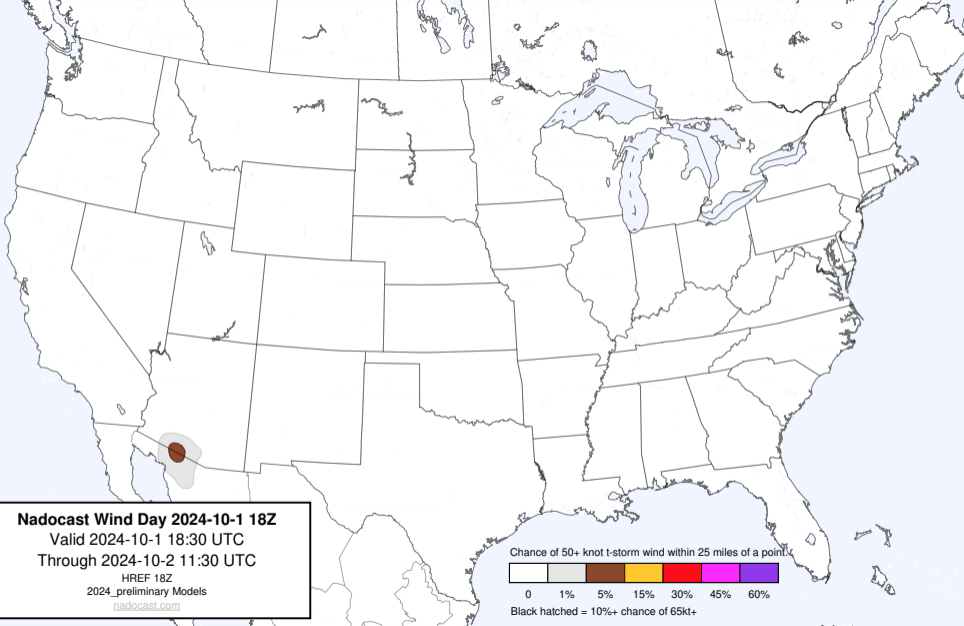 Nadocast Wind Day 2024-10-1 18Z
Valid 2024-10-1 18:30 UTC
Through 2024-10-2 11:30 UTC
HREF 18Z
2024_preliminary Models
nadocast.com
Chance of 50+ knot t-storm wind within 25 miles of a point.
0 1% 5% 15% 30% 45% 60%
Black hatched = 10%+ chance of 65kt+